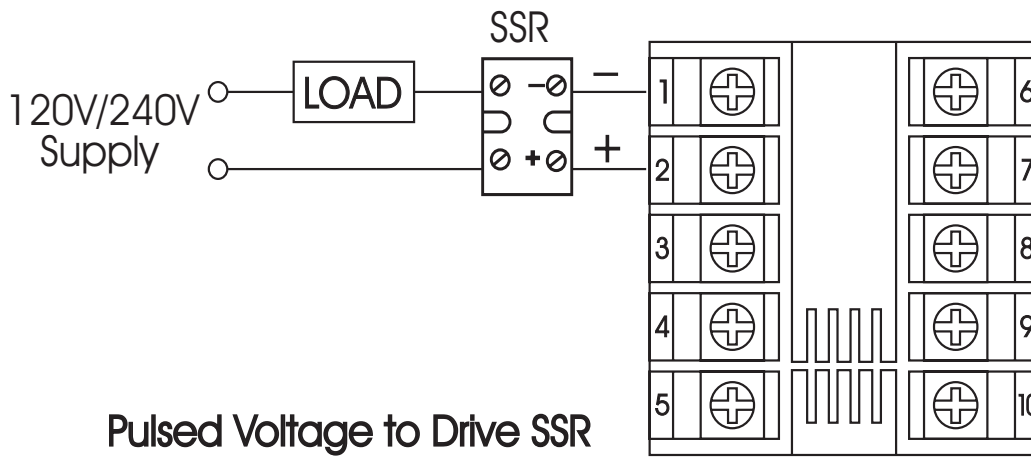 SSR
120V/240V
Supply
LOAD
−
−
+
+
1
2
3
4
5
6
7
8
9
10
Pulsed Voltage to Drive SSR